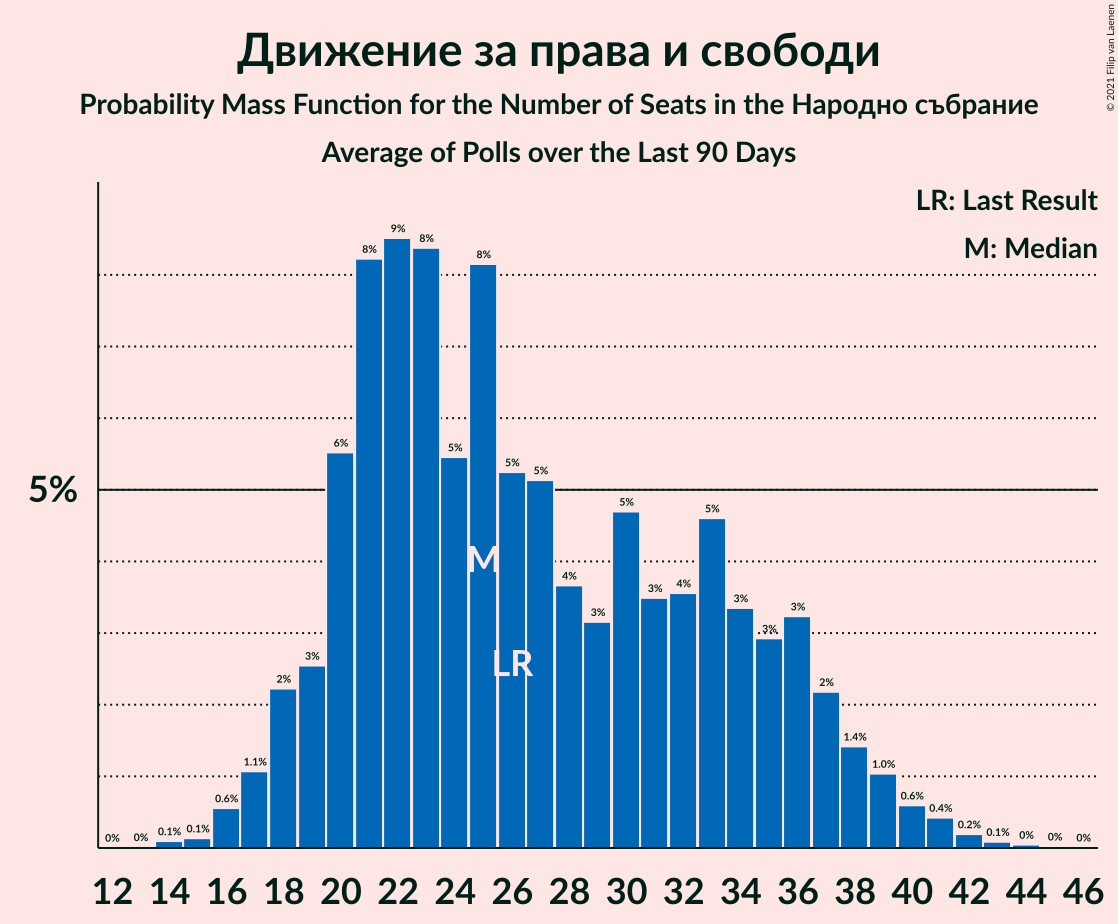 Движение за права и свободи
Probability Mass Function for the Number of Seats in the Народно събрание
Average of Polls over the Last 90 Days
© 2021 Filip van Laenen
LR: Last Result
M: Median
5%
0% 0% 0.1% 0.1% 0.6% 1.1% 2% 3% 6% 8% 9% 8% 5% 8% 5% 5% 4% 3% 5% 3% 4% 5% 3% 3% 3% 2% 1.4% 1.0% 0.6% 0.4% 0.2% 0.1% 0% 0% 0%
M
LR
12 14 16 18 20 22 24 26 28 30 32 34 36 38 40 42 44 46